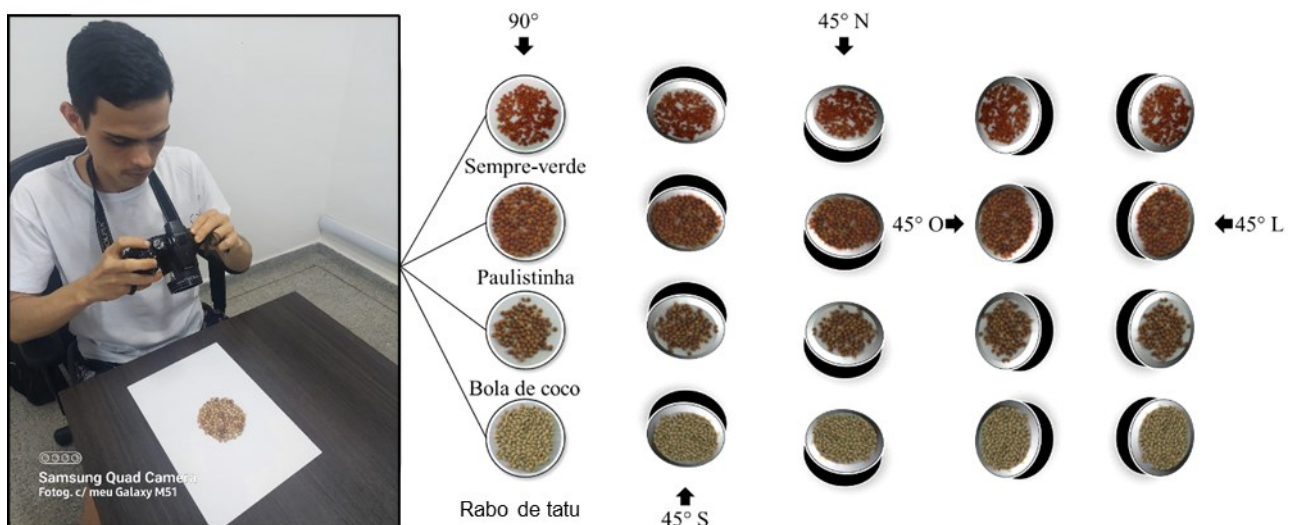 90°
45° N
Sempre-verde
45° O
45° L
Paulistinha
Bola de coco
Rabo de tatu
45° S
Samsung Quad Camera
Fotog. c/ meu Galaxy M51